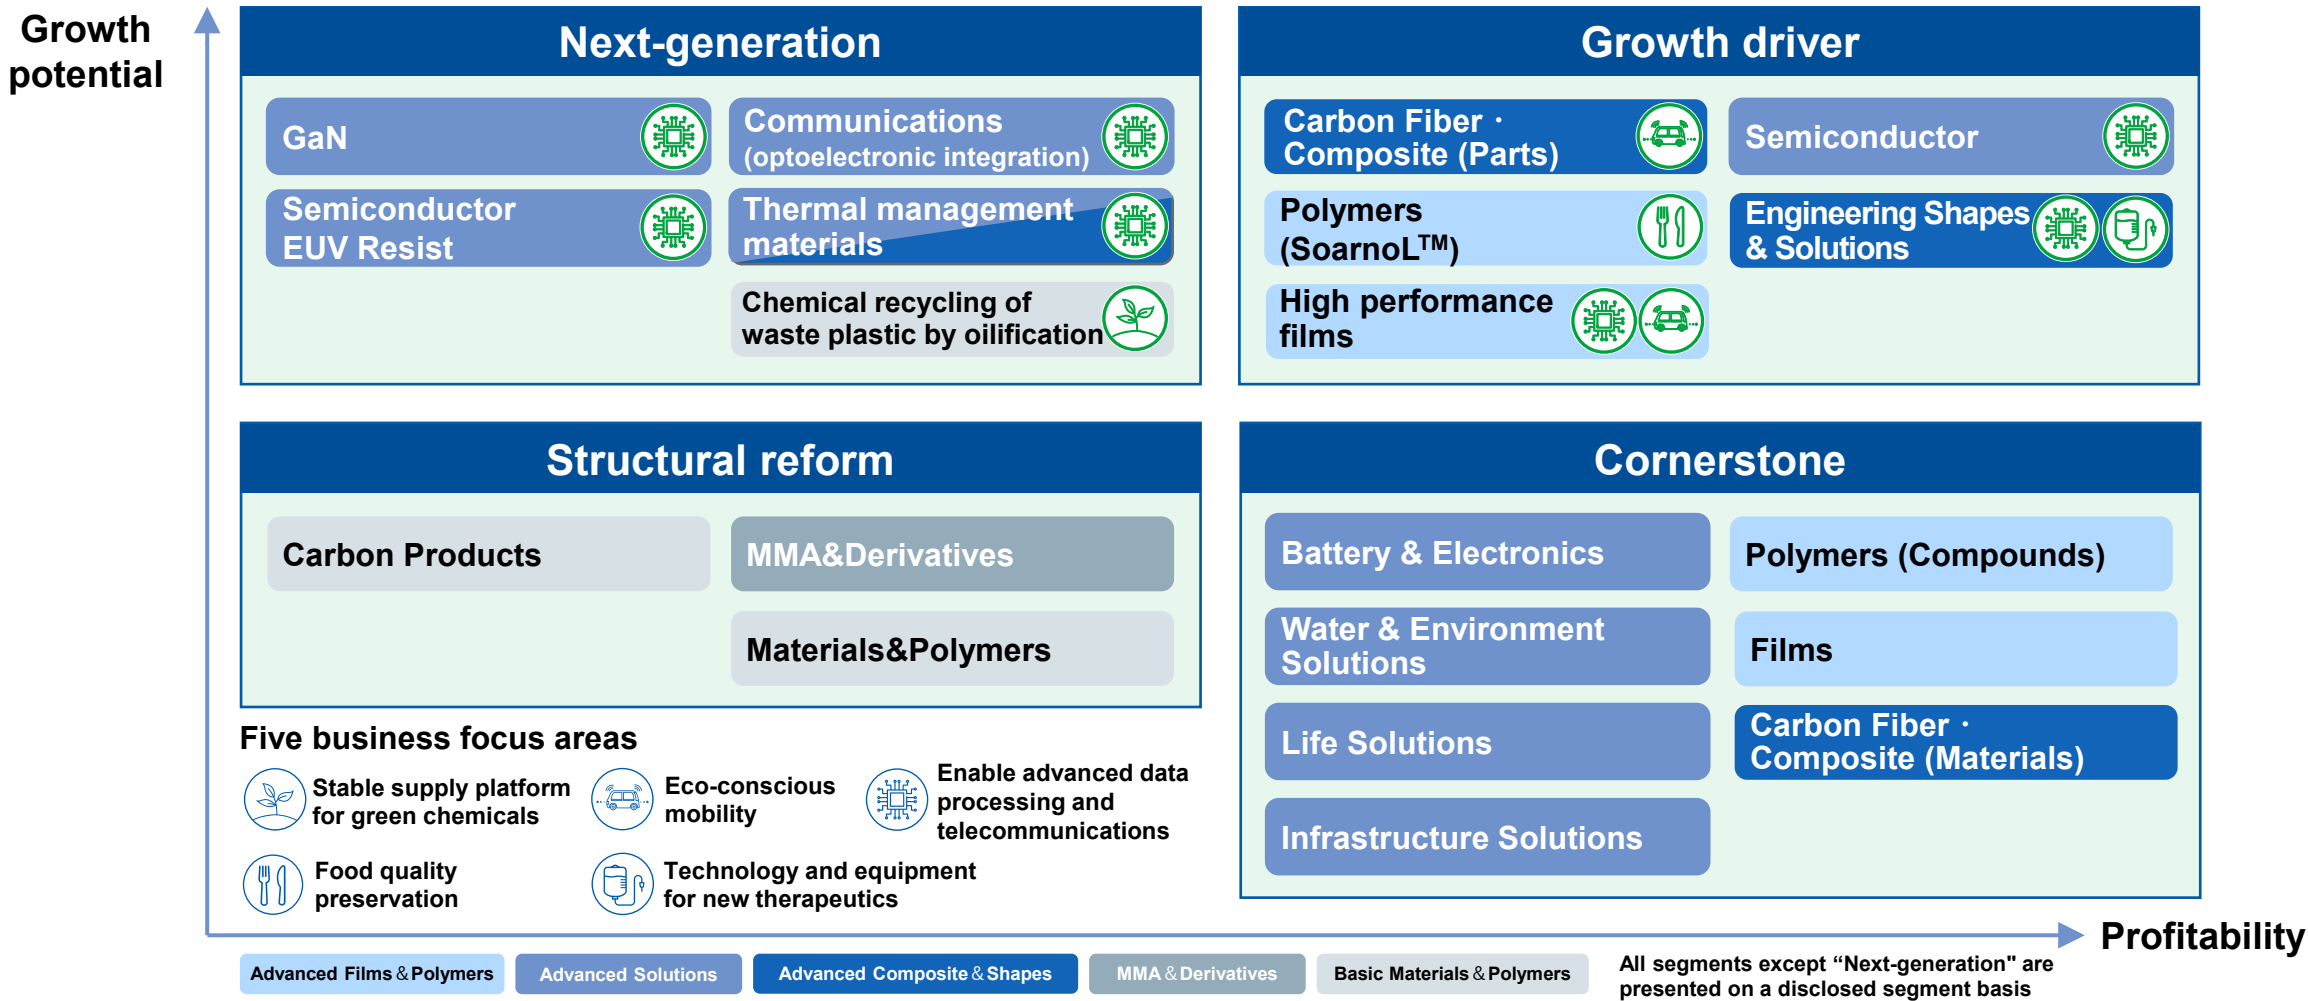 Growth
potential
Next-generation
GaN
Communications
(optoelectronic integration)
Semiconductor
EUV Resist
Thermal management
materials
Chemical recycling of
waste plastic by oilification
Growth driver
Carbon Fiber・
Composite (Parts)
Semiconductor
Polymers
(SoarnoL™)
Engineering Shapes
& Solutions
High performance
films
Structural reform
Carbon Products
MMA&Derivatives
Materials&Polymers
Cornerstone
Battery & Electronics
Polymers (Compounds)
Water & Environment
Solutions
Films
Life Solutions
Carbon Fiber・
Composite (Materials)
Infrastructure Solutions
Five business focus areas
Stable supply platform
for green chemicals
Eco-conscious
mobility
Enable advanced data
processing and
telecommunications
Food quality
preservation
Technology and equipment
for new therapeutics
Profitability
Advanced Films&Polymers
Advanced Solutions
Advanced Composite&Shapes
MMA&Derivatives
Basic Materials&Polymers
All segments except “Next-generation" are
presented on a disclosed segment basis